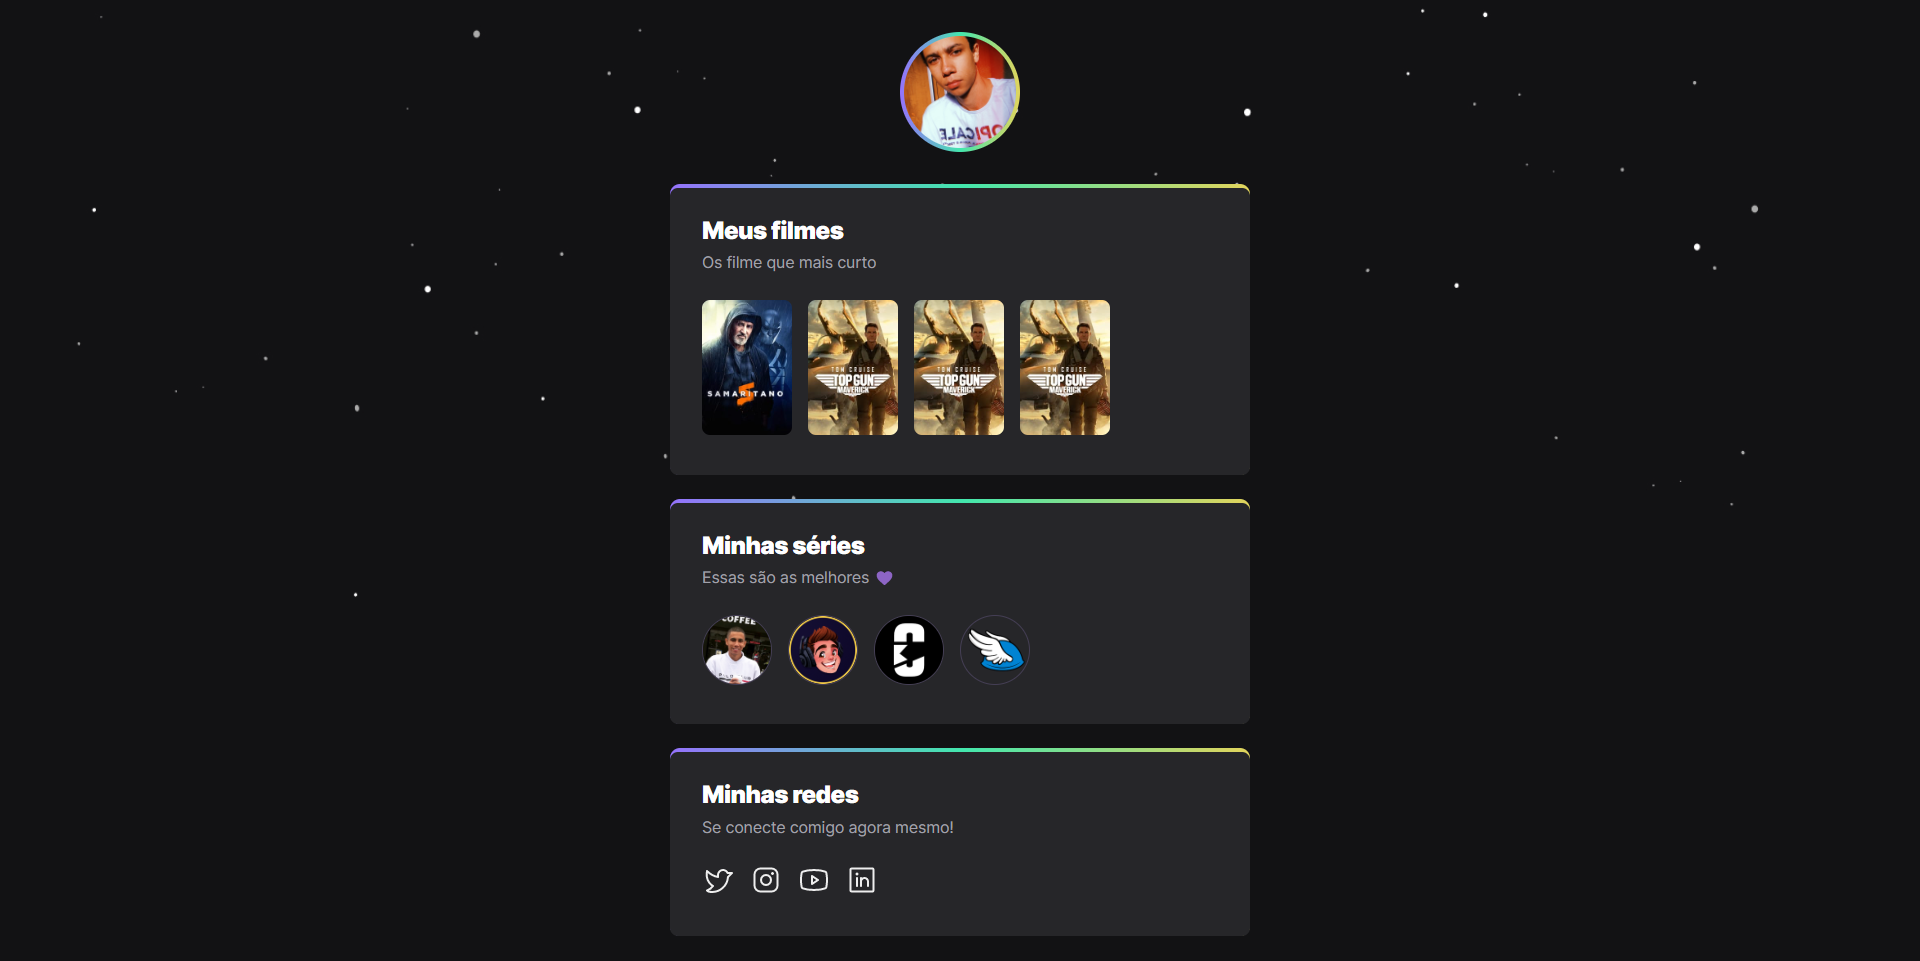 Meus filmes
Os filme que mais curto
SAMARITANO
TOM CRUISE
TOP GUN
MAVERICK
TOM CRUISE
TOP GUN
MAVERICK
TOM CRUISE
TOP GUN
MAVERICK
Minhas séries
Essas são as melhores 💜
COFFEE
Minhas redes
Se conecte comigo agora mesmo!
in